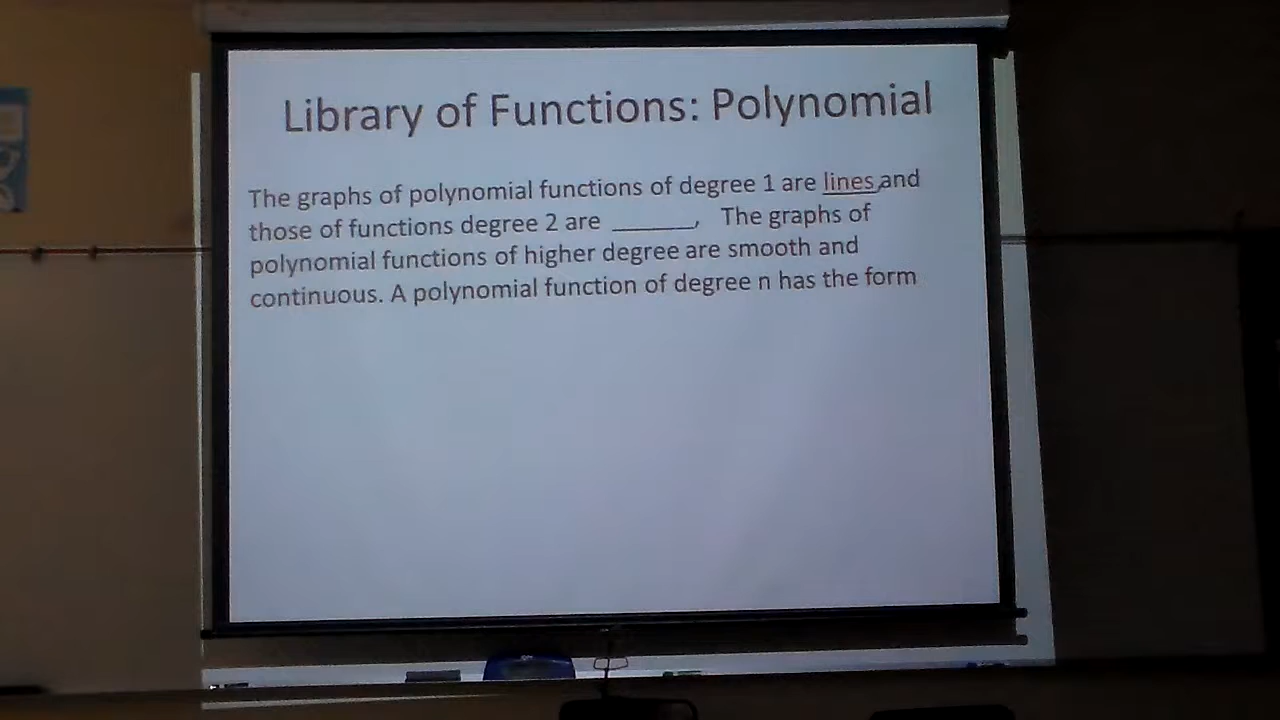 Library of Functions: Polynomial
The graphs of polynomial functions of degree 1 are lines and
those of functions degree 2 are ______, The graphs of
polynomial functions of higher degree are smooth and
continuous. A polynomial function of degree n has the form